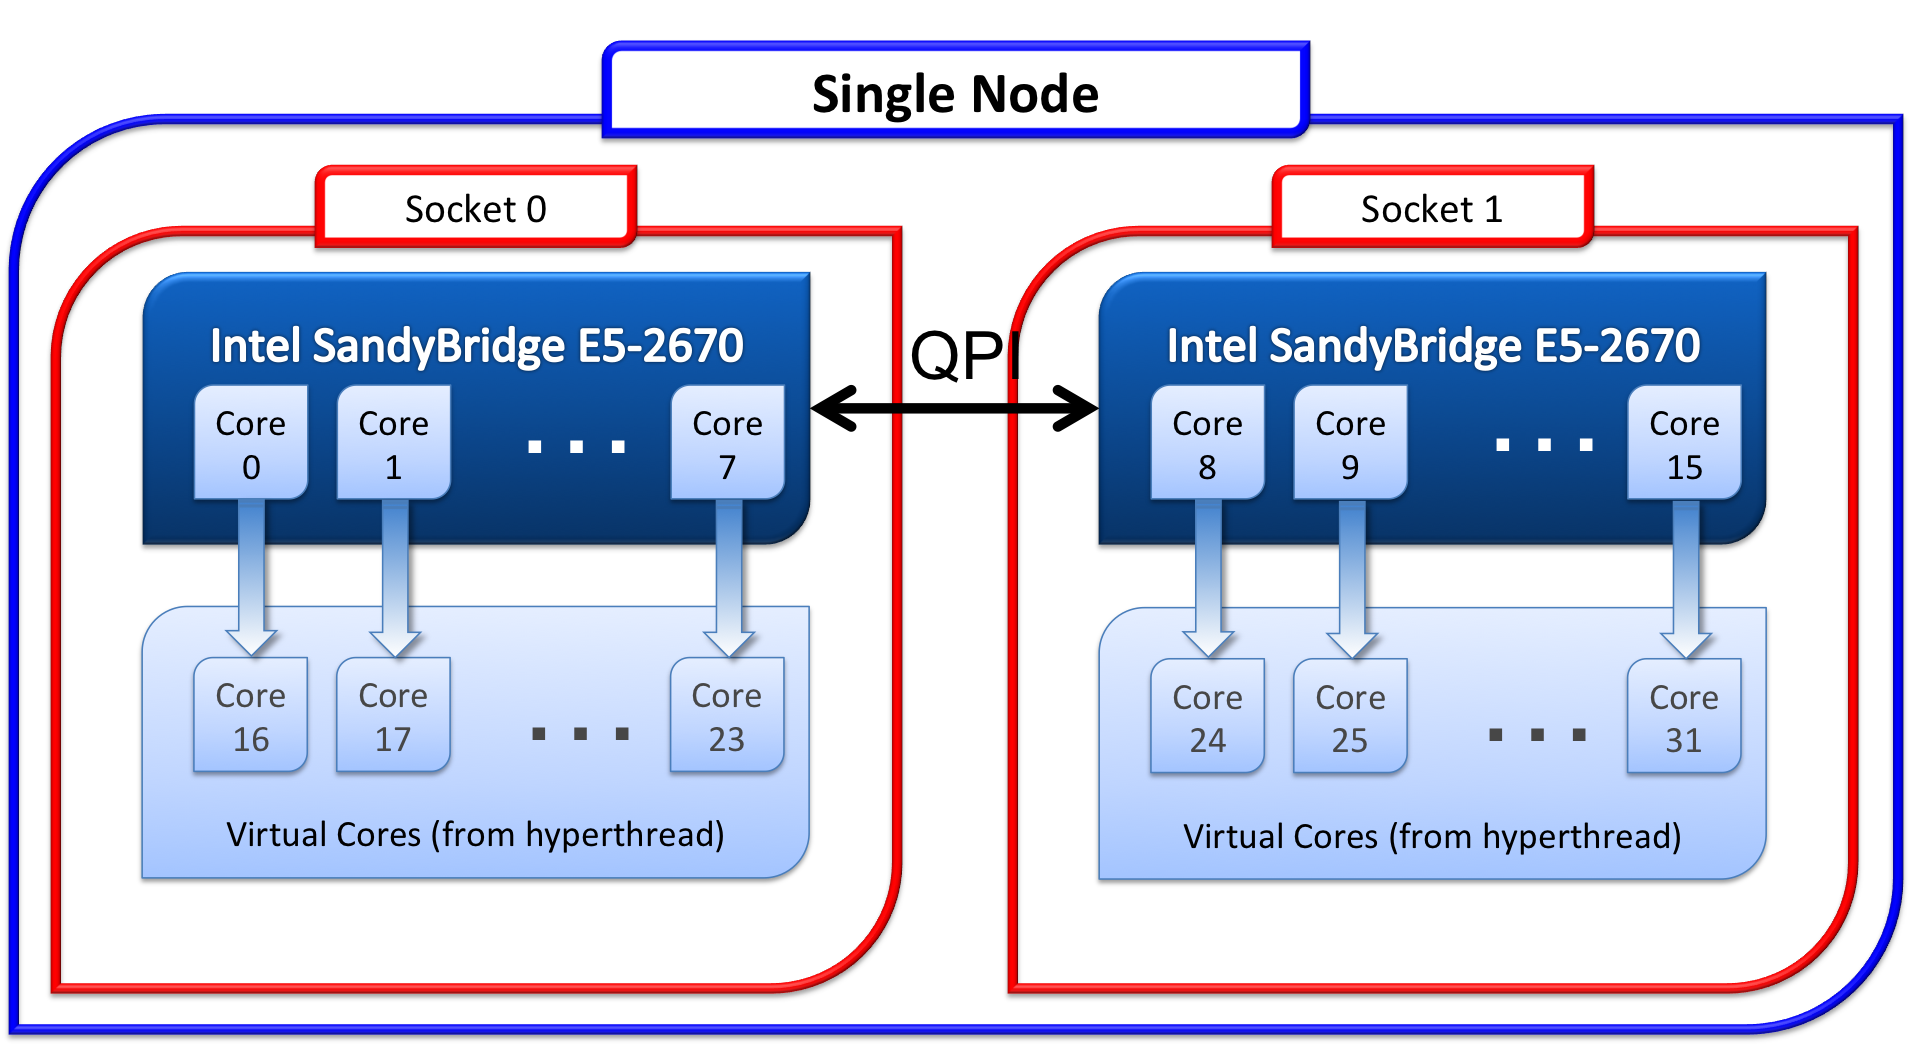 Single Node
Socket 0
Socket 1
Intel SandyBridge E5-2670
QPI
Intel SandyBridge E5-2670
Core
0
Core
1
. . .
Core
7
Core
8
Core
9
. . .
Core
15
Core
16
Core
17
. . .
Core
23
Core
24
Core
25
. . .
Core
31
Virtual Cores (from hyperthread)
Virtual Cores (from hyperthread)